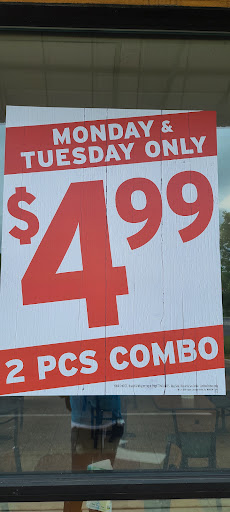 MONDAY &
TUESDAY ONLY
$4.99
2 PCS COMBO